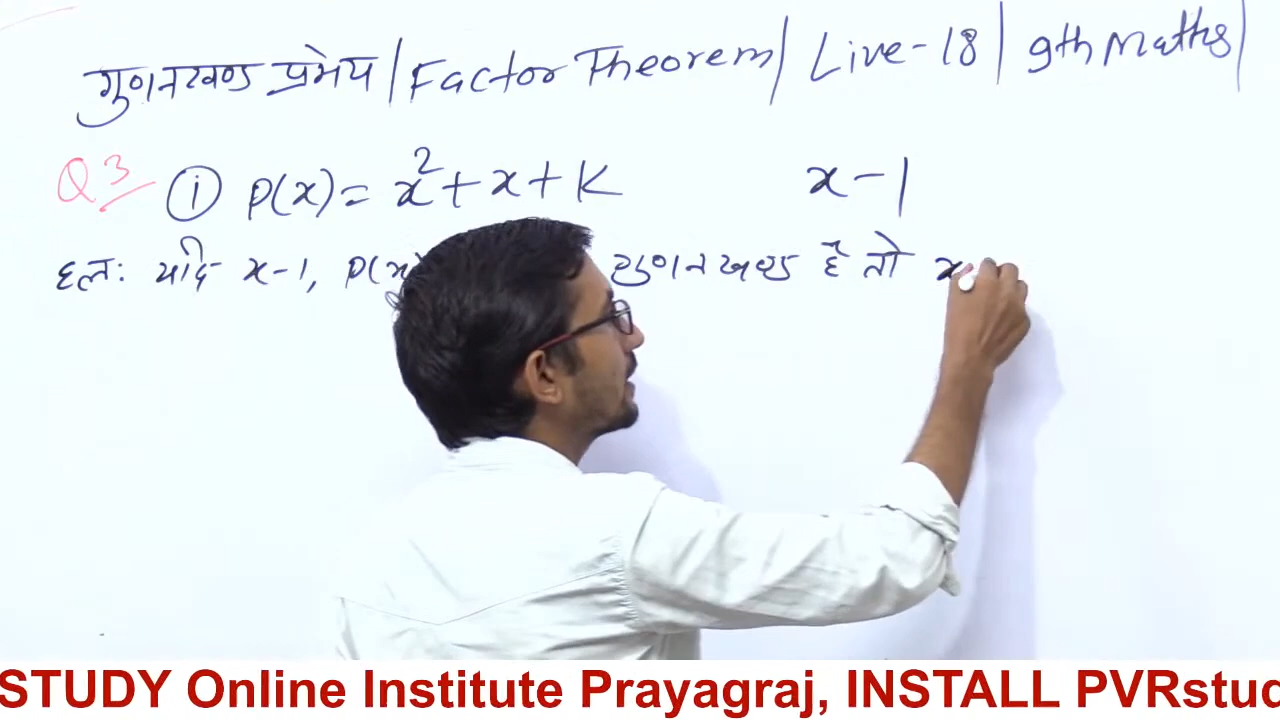 गुणनखण्ड प्रमेय | Factor Theorem | Live-18 | 9th Maths |
Q3 (i) P(x) = x² + x + K x - 1
हल: यदि x-1, P(x) गुणनखण्ड है तो x
STUDY Online Institute Prayagraj, INSTALL PVRstud